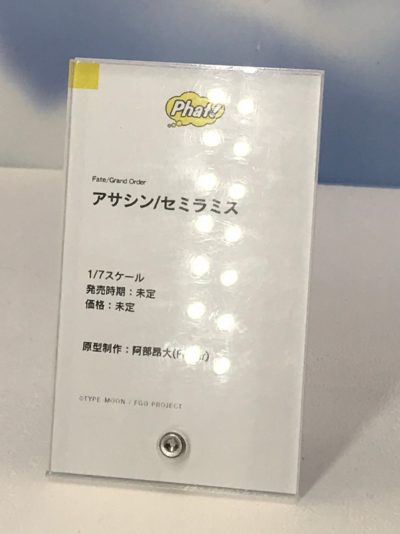 Phat!
Fate/Grand Order
アサシン/セミラミス
1/7スケール
発売時期：未定
価格：未定
原型制作：阿部昂大
©TYPE-MOON / FGO PROJECT